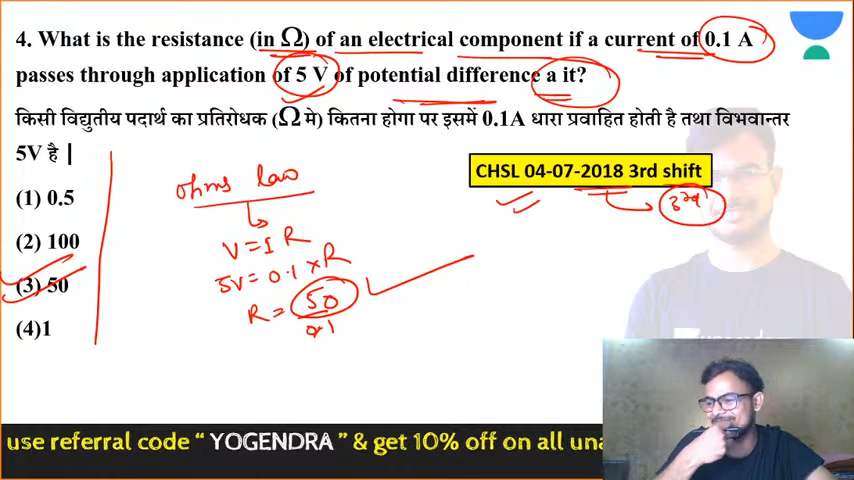 4. What is the resistance (in Ω) of an electrical component if a current of 0.1 A
passes through application of 5 V of potential difference a it?
किसी विद्युतीय पदार्थ का प्रतिरोधक (Ω मे) कितना होगा पर इसमें 0.1A धारा प्रवाहित होती है तथा विभवान्तर
5V है |
CHSL 04-07-2018 3rd shift
(1) 0.5
(2) 100
(3) 50
(4)1
ohms law
V = I R
5V = 0.1 × R
R = 50
0.1
use referral code “ YOGENDRA ” & get 10% off on all una